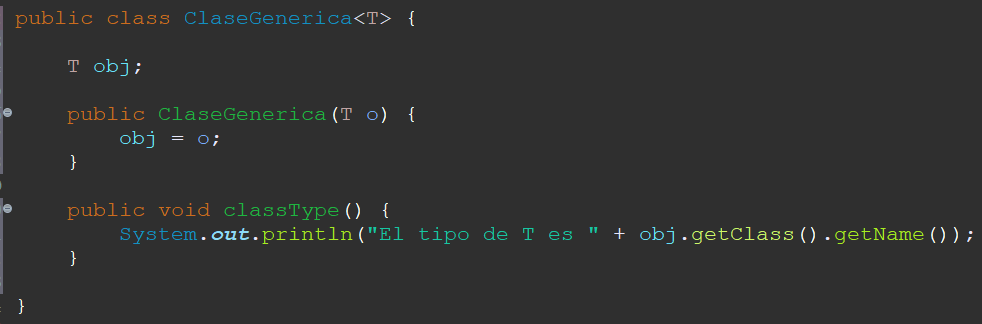 public class ClaseGenerica<T> {
T obj;
public ClaseGenerica(T o) {
obj = o;
}
public void classType() {
System.out.println("El tipo de T es " + obj.getClass().getName());
}
}